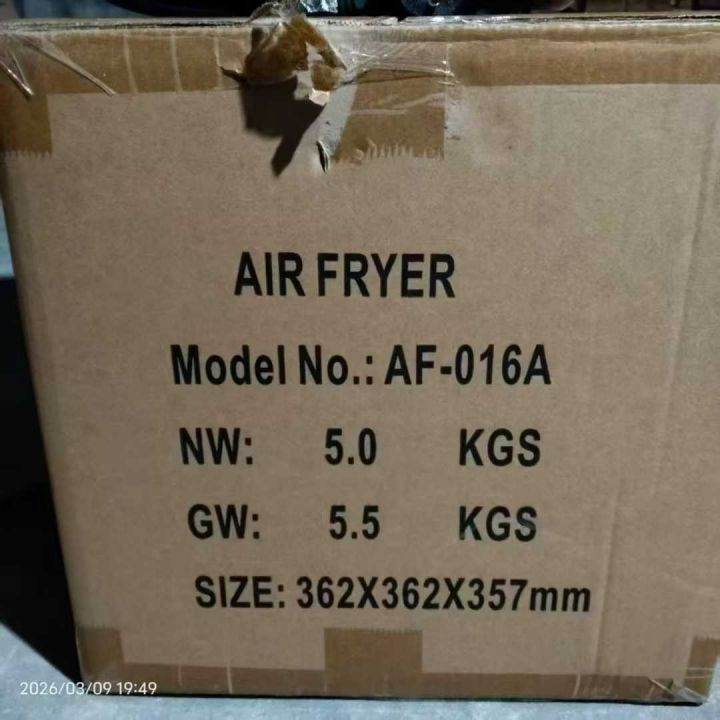 AIR FRYER
Model No.: AF-016A
NW: 5.0 KGS
GW: 5.5 KGS
SIZE: 362X362X357mm
2026/03/09 19:49